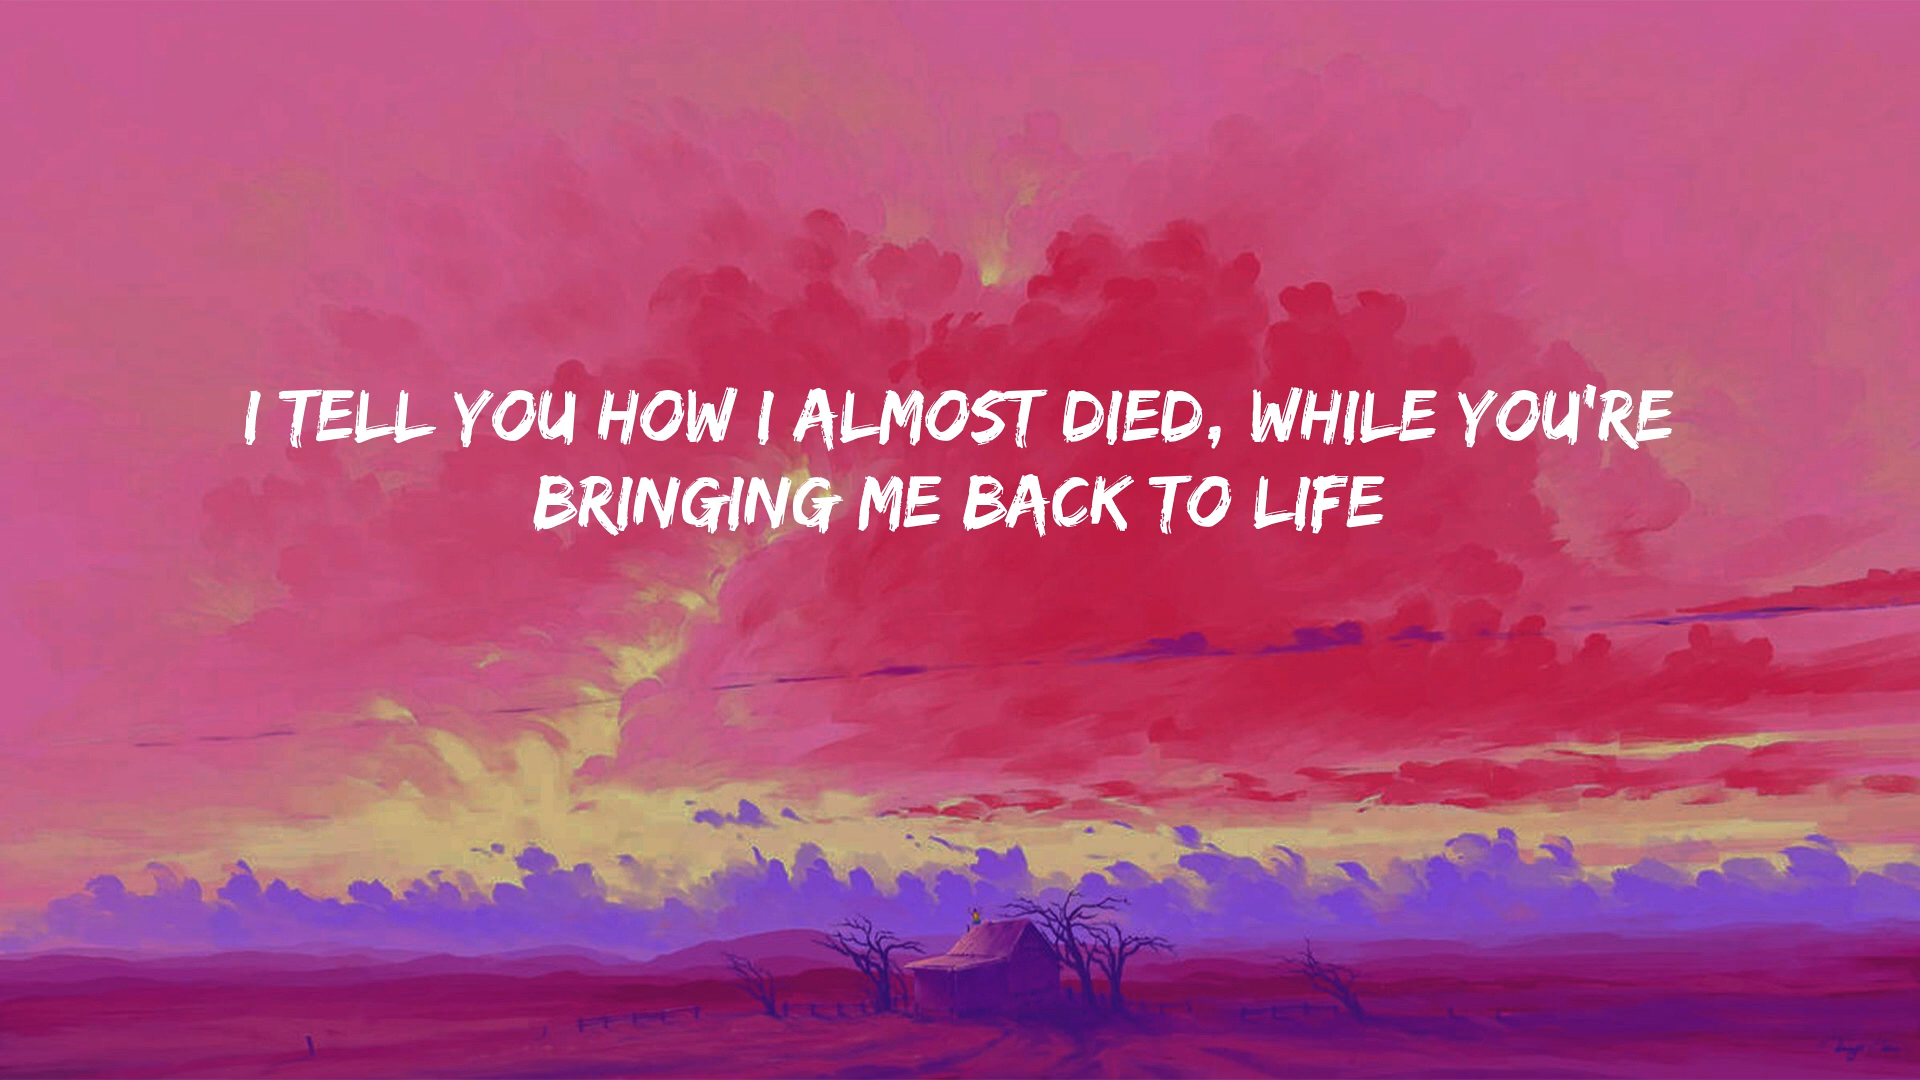 I TELL YOU HOW I ALMOST DIED, WHILE YOU'RE
BRINGING ME BACK TO LIFE